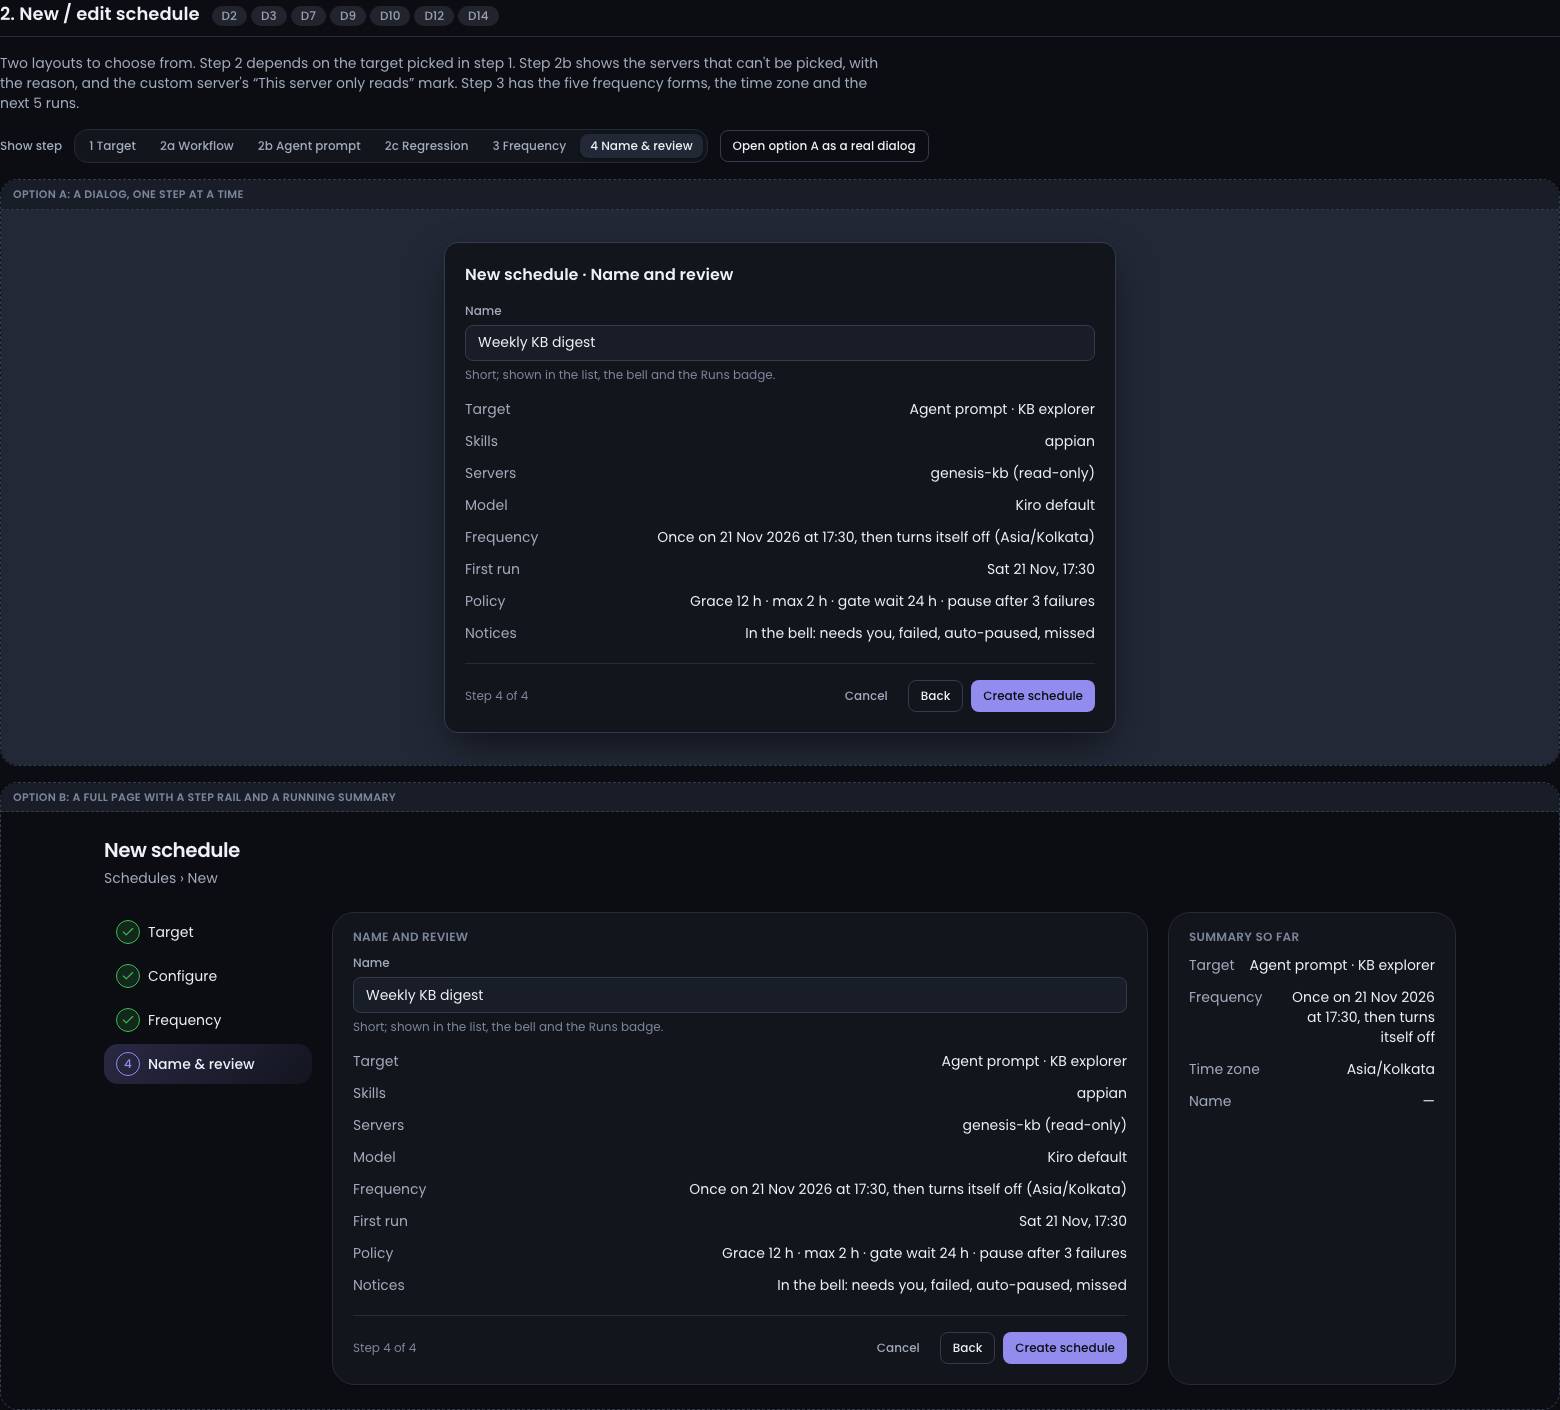 2. New / edit schedule D2 D3 D7 D9 D10 D12 D14
Two layouts to choose from. Step 2 depends on the target picked in step 1. Step 2b shows the servers that can't be picked, with
the reason, and the custom server's “This server only reads” mark. Step 3 has the five frequency forms, the time zone and the
next 5 runs.
Show step 1 Target 2a Workflow 2b Agent prompt 2c Regression 3 Frequency 4 Name & review Open option A as a real dialog
OPTION A: A DIALOG, ONE STEP AT A TIME
New schedule · Name and review
Name
Weekly KB digest
Short; shown in the list, the bell and the Runs badge.
Target Agent prompt · KB explorer
Skills appian
Servers genesis-kb (read-only)
Model Kiro default
Frequency Once on 21 Nov 2026 at 17:30, then turns itself off (Asia/Kolkata)
First run Sat 21 Nov, 17:30
Policy Grace 12 h · max 2 h · gate wait 24 h · pause after 3 failures
Notices In the bell: needs you, failed, auto-paused, missed
Step 4 of 4 Cancel Back Create schedule
OPTION B: A FULL PAGE WITH A STEP RAIL AND A RUNNING SUMMARY
New schedule
Schedules › New
Target
Configure
Frequency
4 Name & review
NAME AND REVIEW
Name
Weekly KB digest
Short; shown in the list, the bell and the Runs badge.
Target Agent prompt · KB explorer
Skills appian
Servers genesis-kb (read-only)
Model Kiro default
Frequency Once on 21 Nov 2026 at 17:30, then turns itself off (Asia/Kolkata)
First run Sat 21 Nov, 17:30
Policy Grace 12 h · max 2 h · gate wait 24 h · pause after 3 failures
Notices In the bell: needs you, failed, auto-paused, missed
Step 4 of 4 Cancel Back Create schedule
SUMMARY SO FAR
Target Agent prompt · KB explorer
Frequency Once on 21 Nov 2026
at 17:30, then turns
itself off
Time zone Asia/Kolkata
Name —